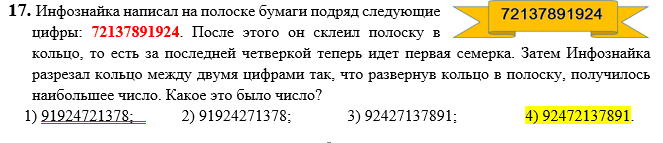 17. Инфознайка написал на полоске бумаги подряд следующие
72137891924
цифры: 72137891924. После этого он склеил полоску в
кольцо, то есть за последней четверкой теперь идет первая семерка. Затем Инфознайка
разрезал кольцо между двумя цифрами так, что развернув кольцо в полоску, получилось
наибольшее число. Какое это было число?
1) 91924721378; 2) 91924271378; 3) 92427137891; 4) 92472137891.